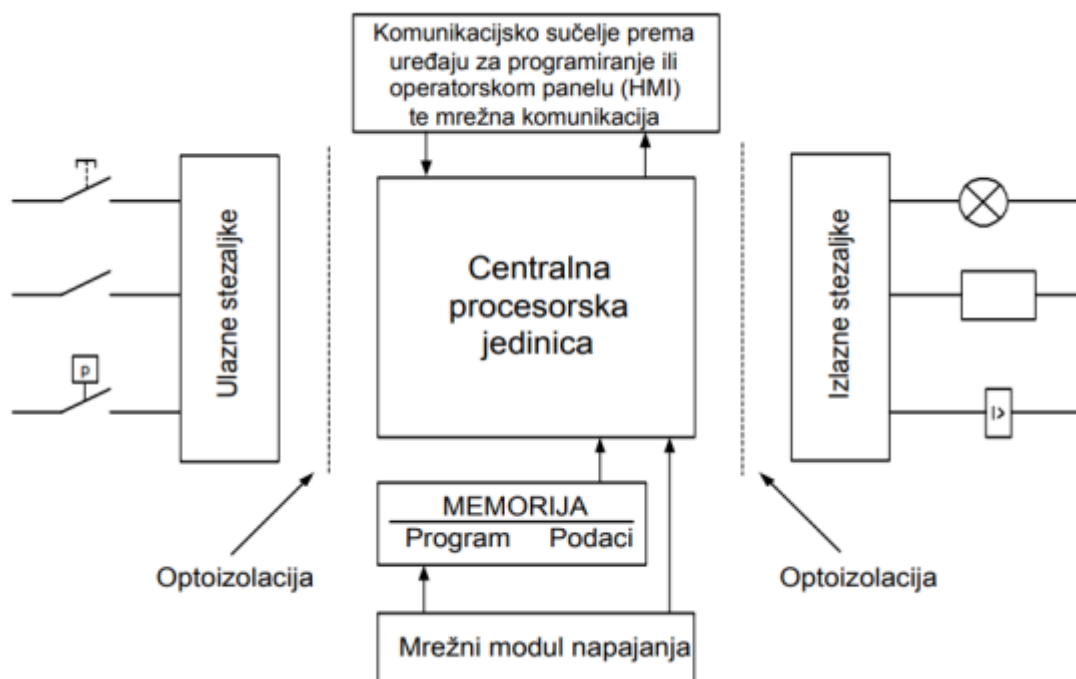 Komunikacijsko sučelje prema
uređaju za programiranje ili
operatorskom panelu (HMI)
te mrežna komunikacija
Ulazne stezaljke
p
Centralna
procesorska
jedinica
Izlazne stezaljke
MEMORIJA
Program Podaci
Optoizolacija
Optoizolacija
Mrežni modul napajanja